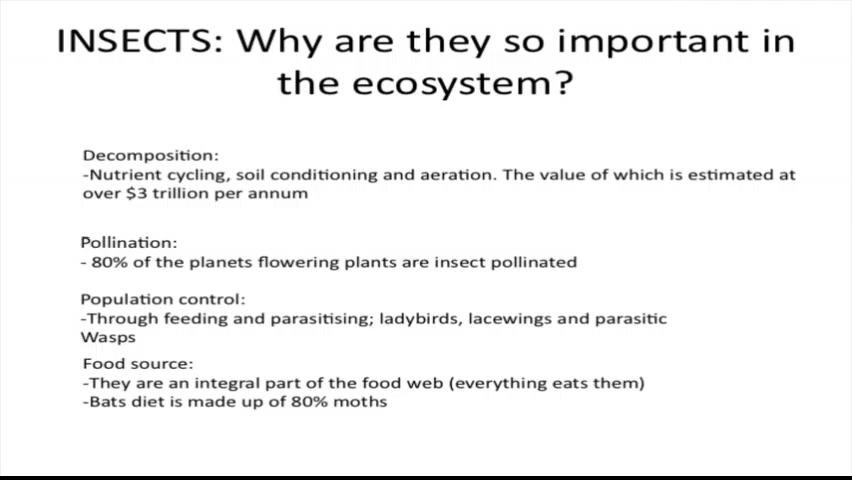 INSECTS: Why are they so important in
the ecosystem?
Decomposition:
-Nutrient cycling, soil conditioning and aeration. The value of which is estimated at
over $3 trillion per annum
Pollination:
- 80% of the planets flowering plants are insect pollinated
Population control:
-Through feeding and parasitising; ladybirds, lacewings and parasitic
Wasps
Food source:
-They are an integral part of the food web (everything eats them)
-Bats diet is made up of 80% moths